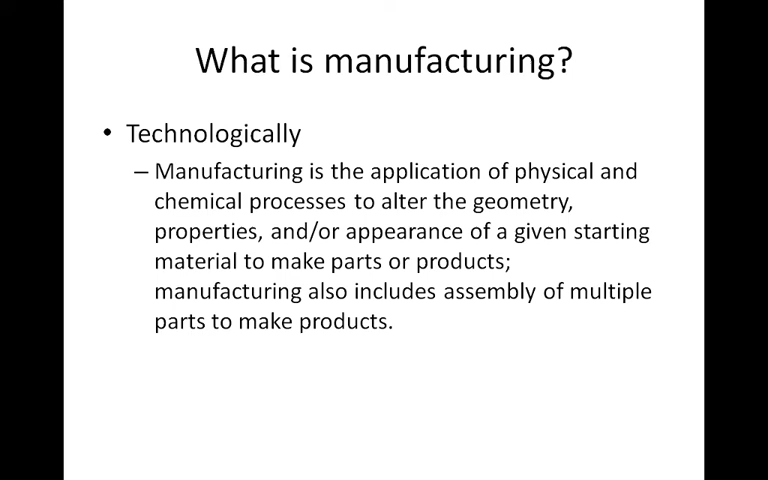 What is manufacturing?
• Technologically
– Manufacturing is the application of physical and
chemical processes to alter the geometry,
properties, and/or appearance of a given starting
material to make parts or products;
manufacturing also includes assembly of multiple
parts to make products.